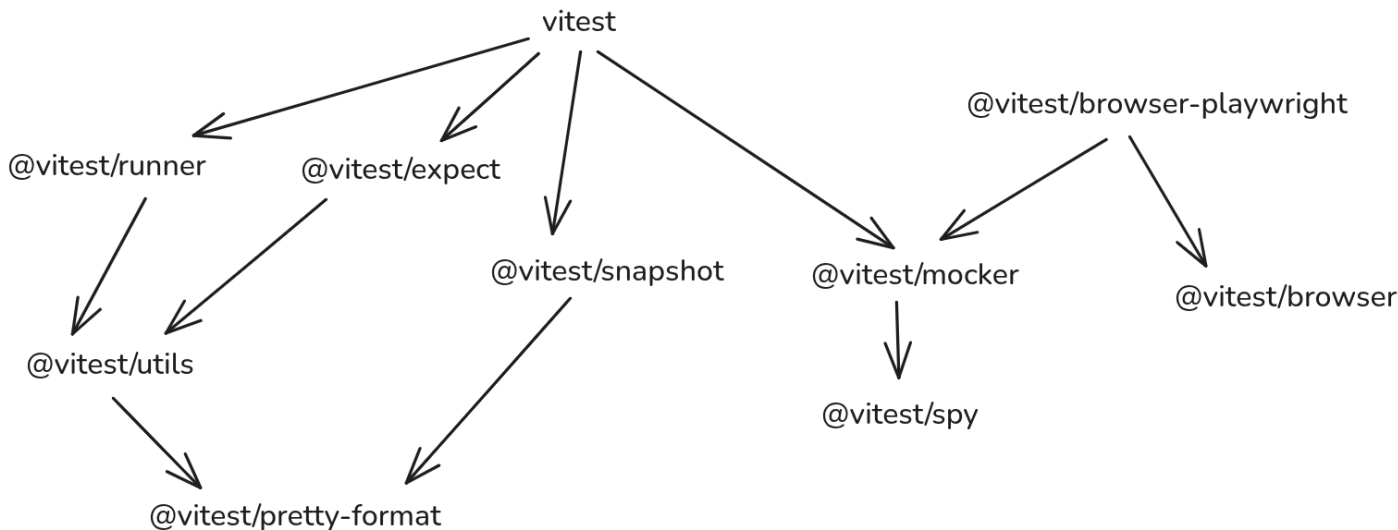 vitest
@vitest/browser-playwright
@vitest/runner
@vitest/expect
@vitest/snapshot
@vitest/mocker
@vitest/browser
@vitest/utils
@vitest/spy
@vitest/pretty-format